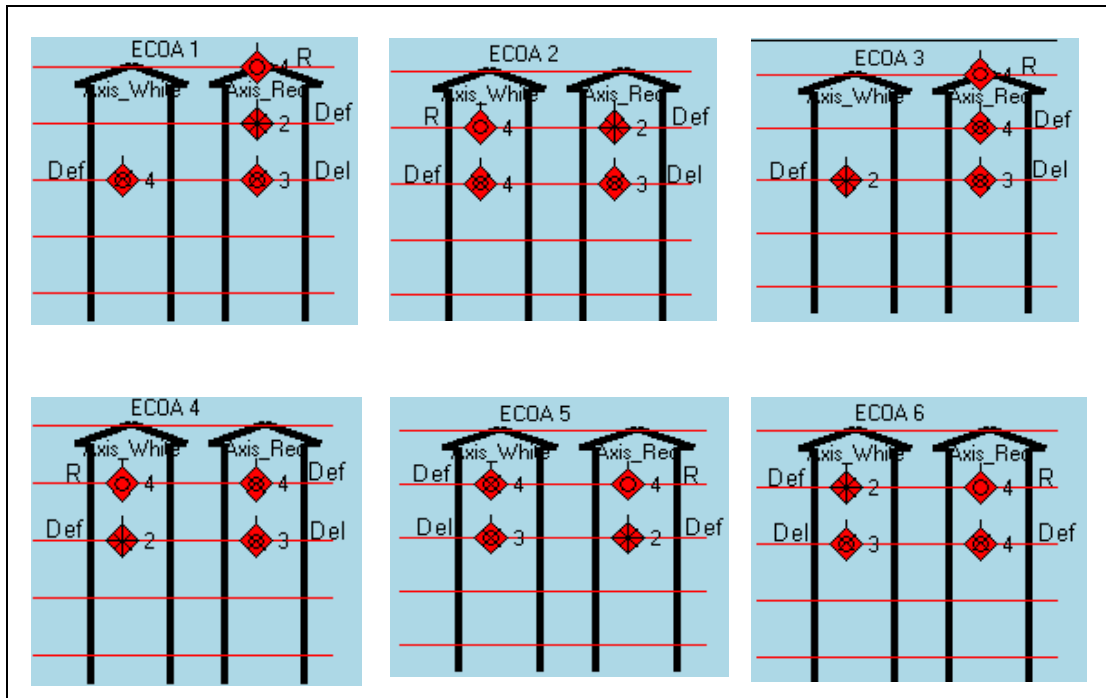 ECOA 1
4 R
Axis_White Axis_Red
2 Def
Def 4 3 Del
ECOA 2
Axis_White Axis_Red
R 4 2 Def
Def 4 3 Del
ECOA 3
4 R
Axis_White Axis_Red
4 Def
Def 2 3 Del
ECOA 4
Axis_White Axis_Red
R 4 4 Def
Def 2 3 Del
ECOA 5
Axis_White Axis_Red
Def 4 4 R
Del 3 2 Def
ECOA 6
Axis_White Axis_Red
Def 2 4 R
Del 3 4 Def